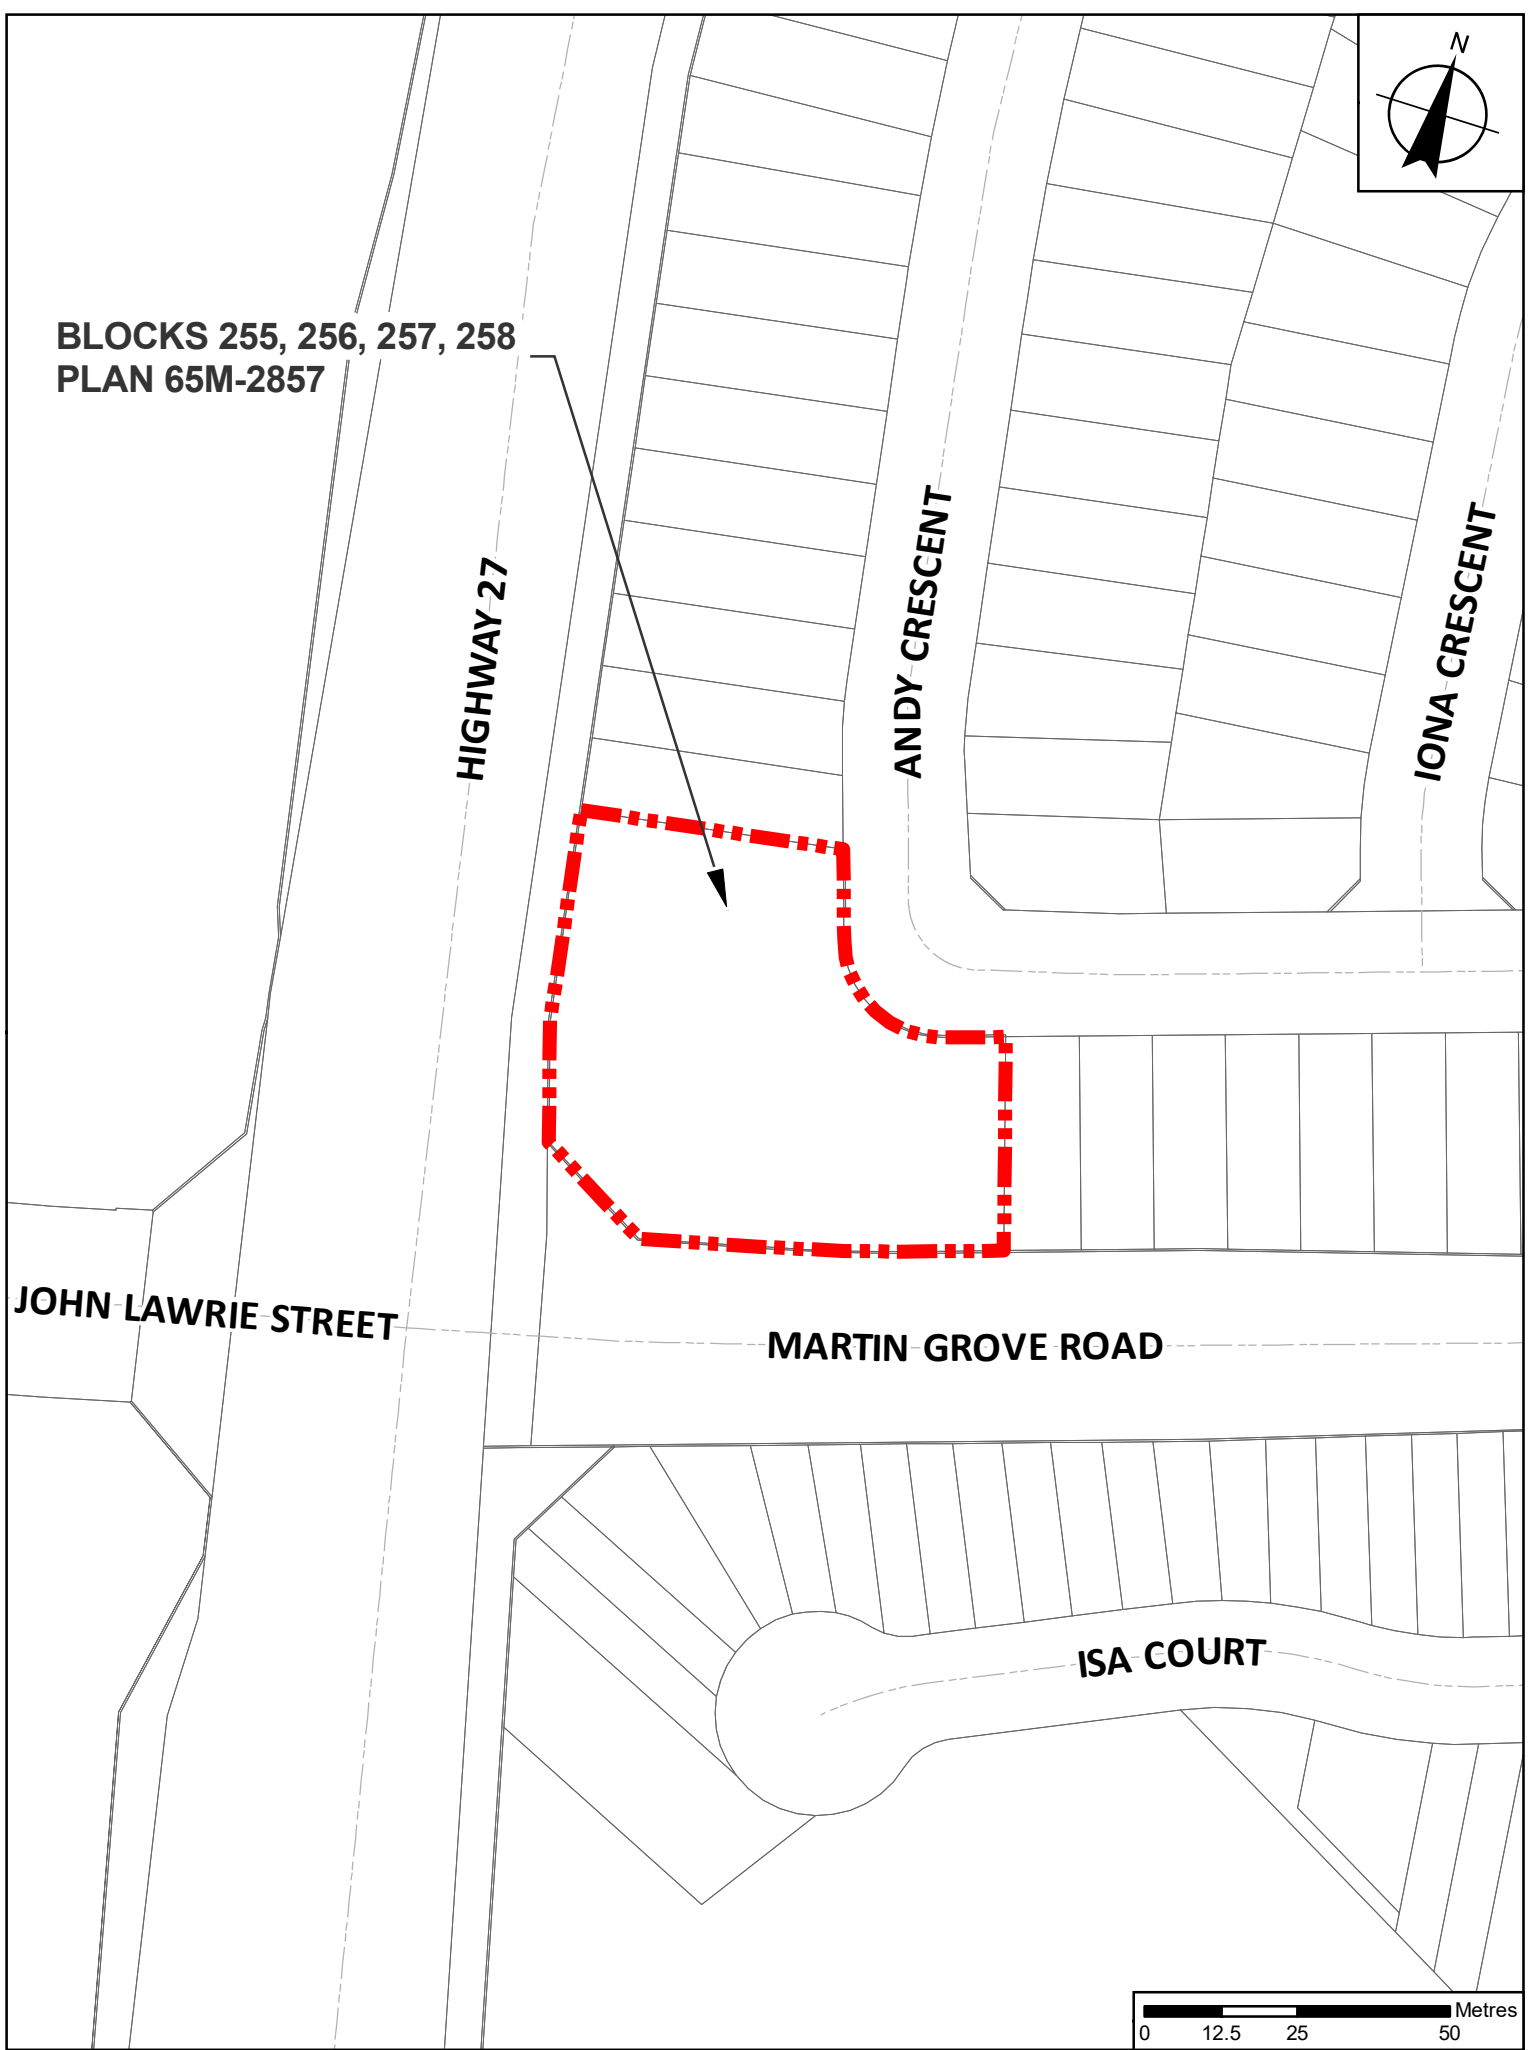 N
BLOCKS 255, 256, 257, 258
PLAN 65M-2857
HIGHWAY 27
ANDY CRESCENT
IONA CRESCENT
JOHN LAWRIE STREET
MARTIN GROVE ROAD
ISA COURT
Metres
0 12.5 25 50